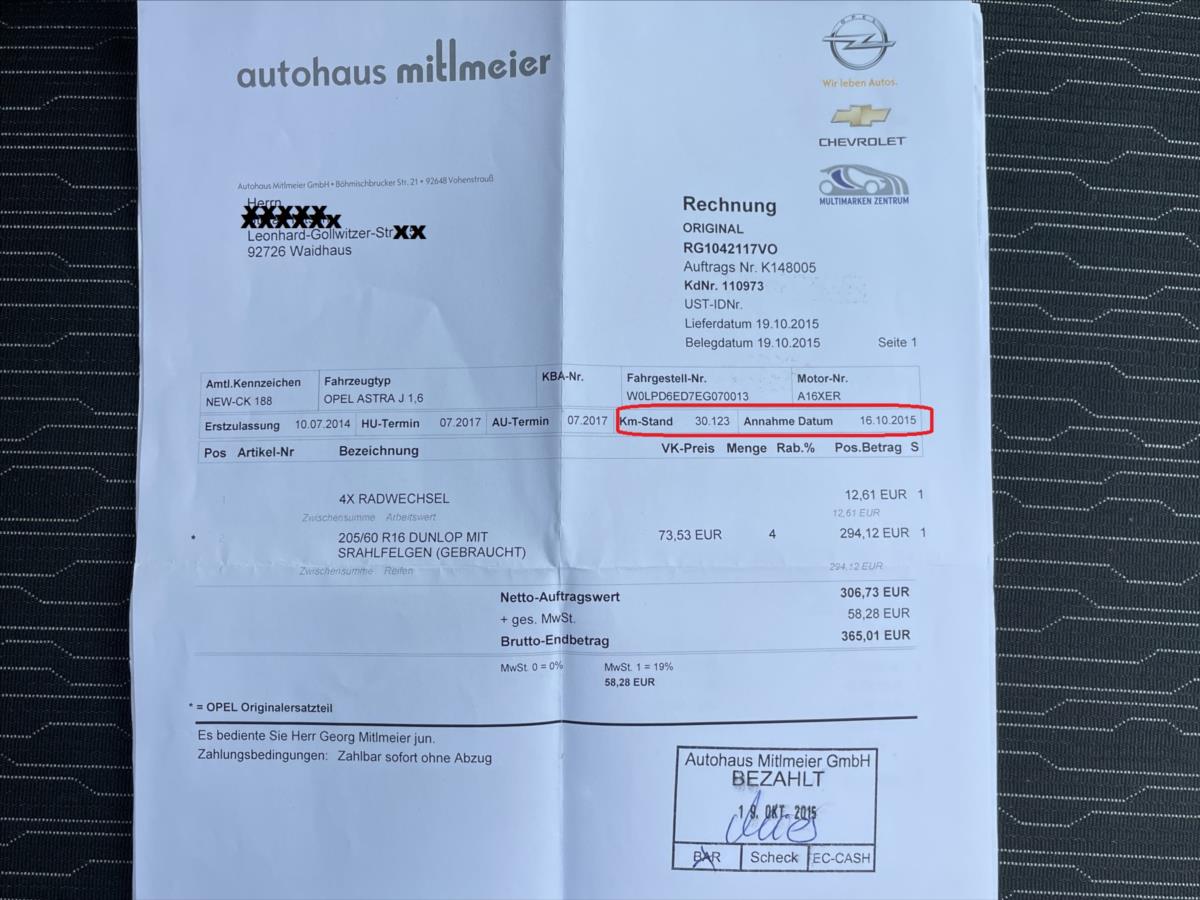 autohaus mitlmeier
OPEL
Wir leben Autos.
CHEVROLET
MULTIMARKEN ZENTRUM
Autohaus Mitlmeier GmbH • Böhmischbrucker Str. 21 • 92648 Vohenstrauß
Herrn
XXXXXX
Leonhard-Gollwitzer-Str XX
92726 Waidhaus
Rechnung
ORIGINAL
RG1042117VO
Auftrags Nr. K148005
KdNr. 110973
UST-IDNr.
Lieferdatum 19.10.2015
Belegdatum 19.10.2015 Seite 1
Amtl.Kennzeichen Fahrzeugtyp KBA-Nr. Fahrgestell-Nr. Motor-Nr.
NEW-CK 188 OPEL ASTRA J 1,6 W0LPD6ED7EG070013 A16XER
Erstzulassung 10.07.2014 HU-Termin 07.2017 AU-Termin 07.2017 Km-Stand 30.123 Annahme Datum 16.10.2015
Pos Artikel-Nr Bezeichnung VK-Preis Menge Rab.% Pos.Betrag S
4X RADWECHSEL 12,61 EUR 1
Zwischensumme Arbeitswert 12,61 EUR
* 205/60 R16 DUNLOP MIT 73,53 EUR 4 294,12 EUR 1
SRAHLFELGEN (GEBRAUCHT)
Zwischensumme Reifen 294,12 EUR
Netto-Auftragswert 306,73 EUR
+ ges. MwSt. 58,28 EUR
Brutto-Endbetrag 365,01 EUR
MwSt. 0 = 0% MwSt. 1 = 19%
58,28 EUR
* = OPEL Originalersatzteil
Es bediente Sie Herr Georg Mitlmeier jun.
Zahlungsbedingungen: Zahlbar sofort ohne Abzug
Autohaus Mitlmeier GmbH
BEZAHLT
19. OKT. 2015
BAR Scheck EC-CASH